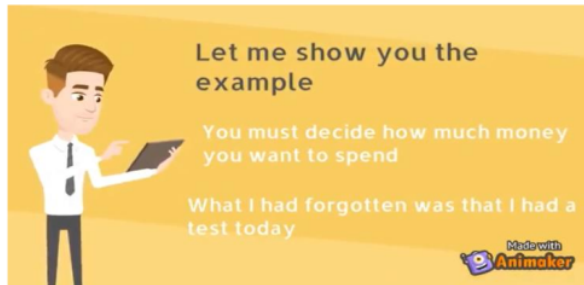 Let me show you the
example
You must decide how much money
you want to spend
What I had forgotten was that I had a
test today
Made with
Animaker